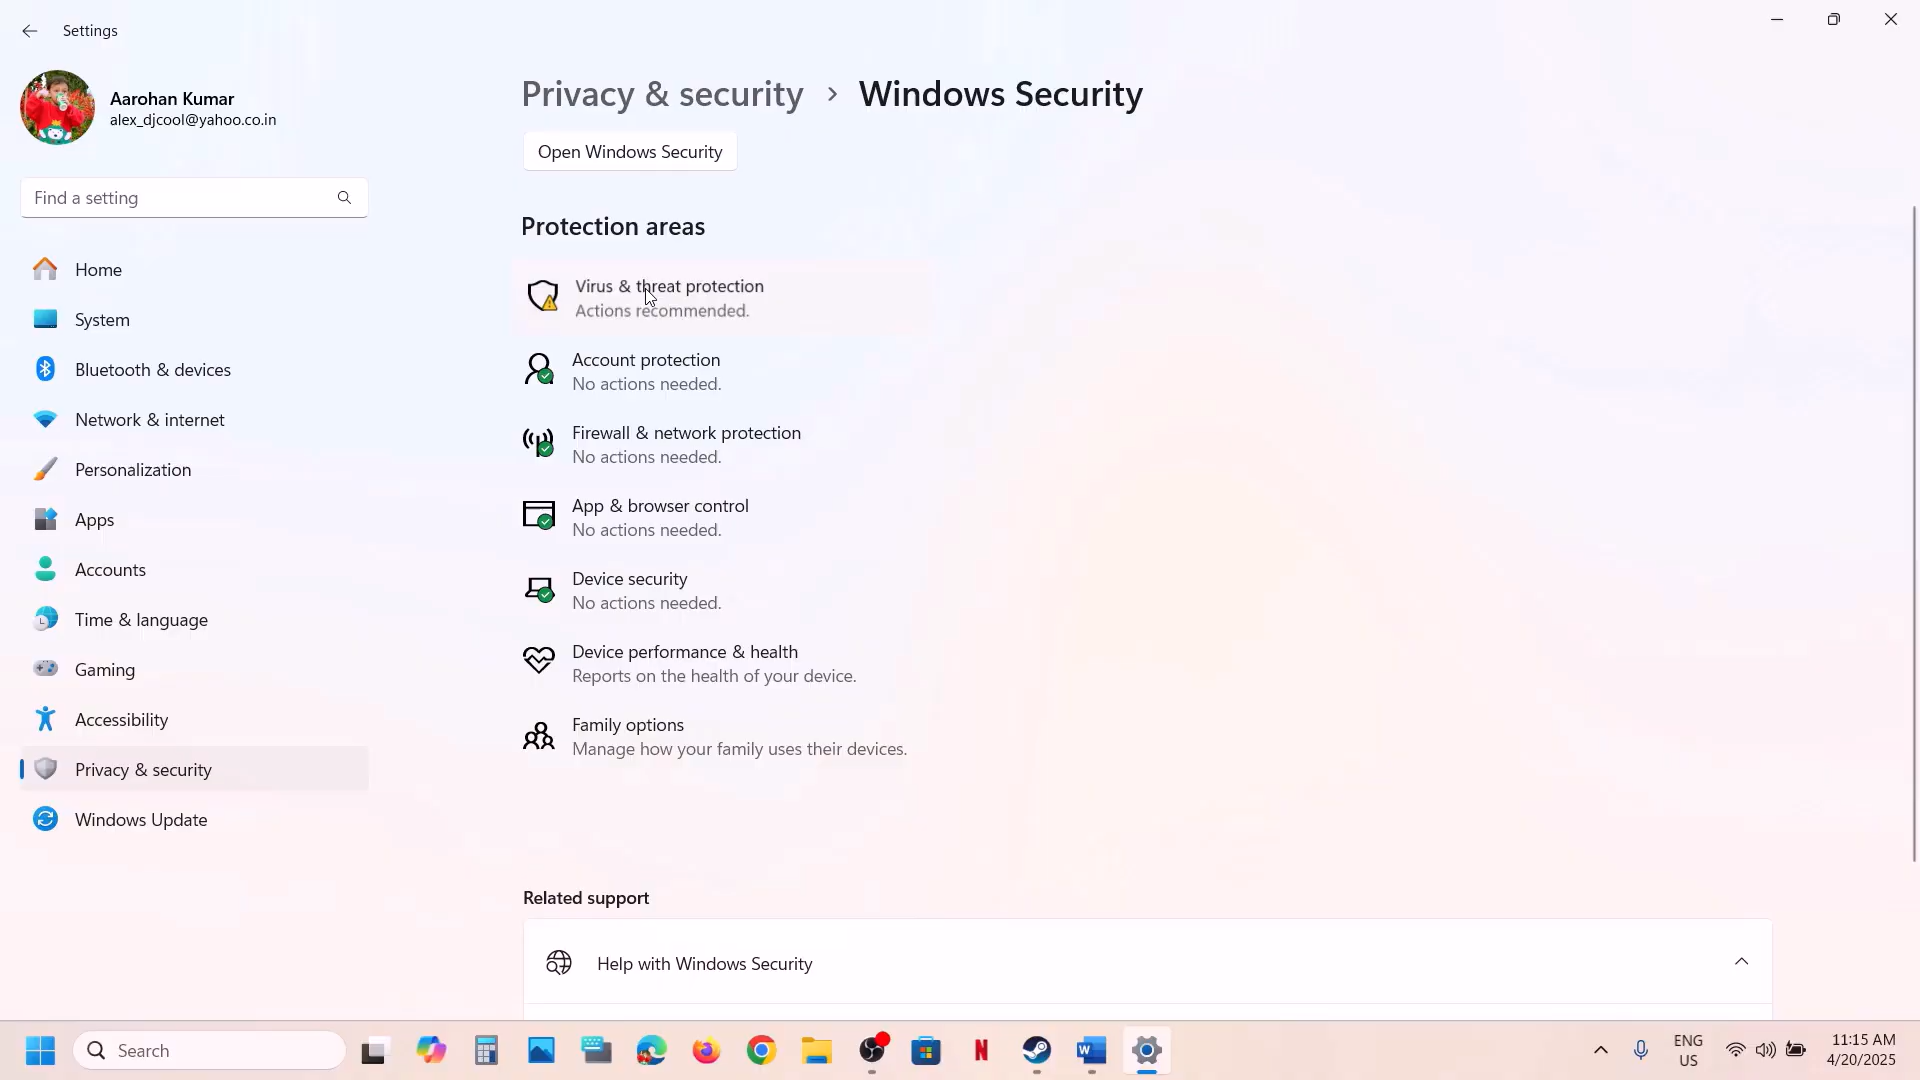 Settings
Aarohan Kumar
alex_djcool@yahoo.co.in
Find a setting
Home
System
Bluetooth & devices
Network & internet
Personalization
Apps
Accounts
Time & language
Gaming
Accessibility
Privacy & security
Windows Update
Privacy & security > Windows Security
Open Windows Security
Protection areas
Virus & threat protection
Actions recommended.
Account protection
No actions needed.
Firewall & network protection
No actions needed.
App & browser control
No actions needed.
Device security
No actions needed.
Device performance & health
Reports on the health of your device.
Family options
Manage how your family uses their devices.
Related support
Help with Windows Security
Search
ENG
US
11:15 AM
4/20/2025